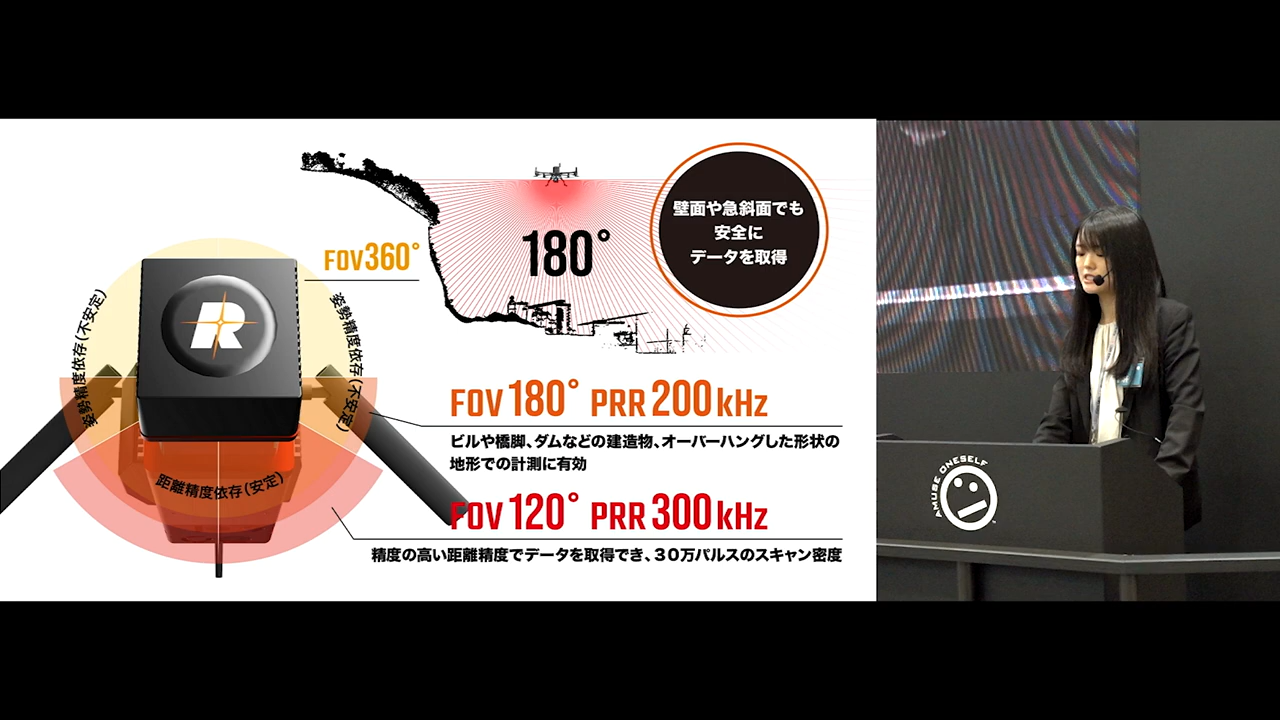 壁面や急斜面でも
安全に
データを取得
180°
FOV360°
R
姿勢精度依存(不安定)
姿勢精度依存(不安定)
距離精度依存(安定)
FOV 180° PRR 200kHz
ビルや橋脚、ダムなどの建造物、オーバーハングした形状の
地形での計測に有効
FOV 120° PRR 300kHz
精度の高い距離精度でデータを取得でき、30万パルスのスキャン密度
AMUSE ONESELF